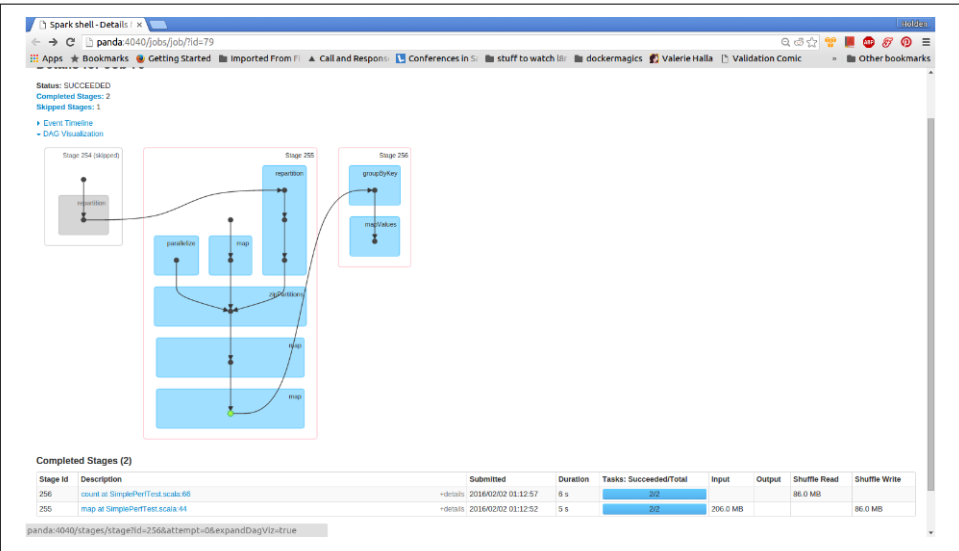 Spark shell - Details f ×
Holden
panda:4040/jobs/job/?id=79
Apps Bookmarks Getting Started Imported From Fi Call and Respons Conferences in S stuff to watch dockermagics Valerie Halla Validation Comic » Other bookmarks
Status: SUCCEEDED
Completed Stages: 2
Skipped Stages: 1
Event Timeline
DAG Visualization
Stage 254 (skipped)
repartition
Stage 255
repartition
parallelize
map
zipPartitions
map
map
Stage 256
groupByKey
mapValues
Completed Stages (2)
Stage Id Description Submitted Duration Tasks: Succeeded/Total Input Output Shuffle Read Shuffle Write
256 count at SimplePerfTest.scala:66 +details 2016/02/02 01:12:57 6 s 2/2 86.0 MB
255 map at SimplePerfTest.scala:44 +details 2016/02/02 01:12:52 5 s 2/2 206.0 MB 86.0 MB
panda:4040/stages/stage?id=256&attempt=0&expandDagViz=true